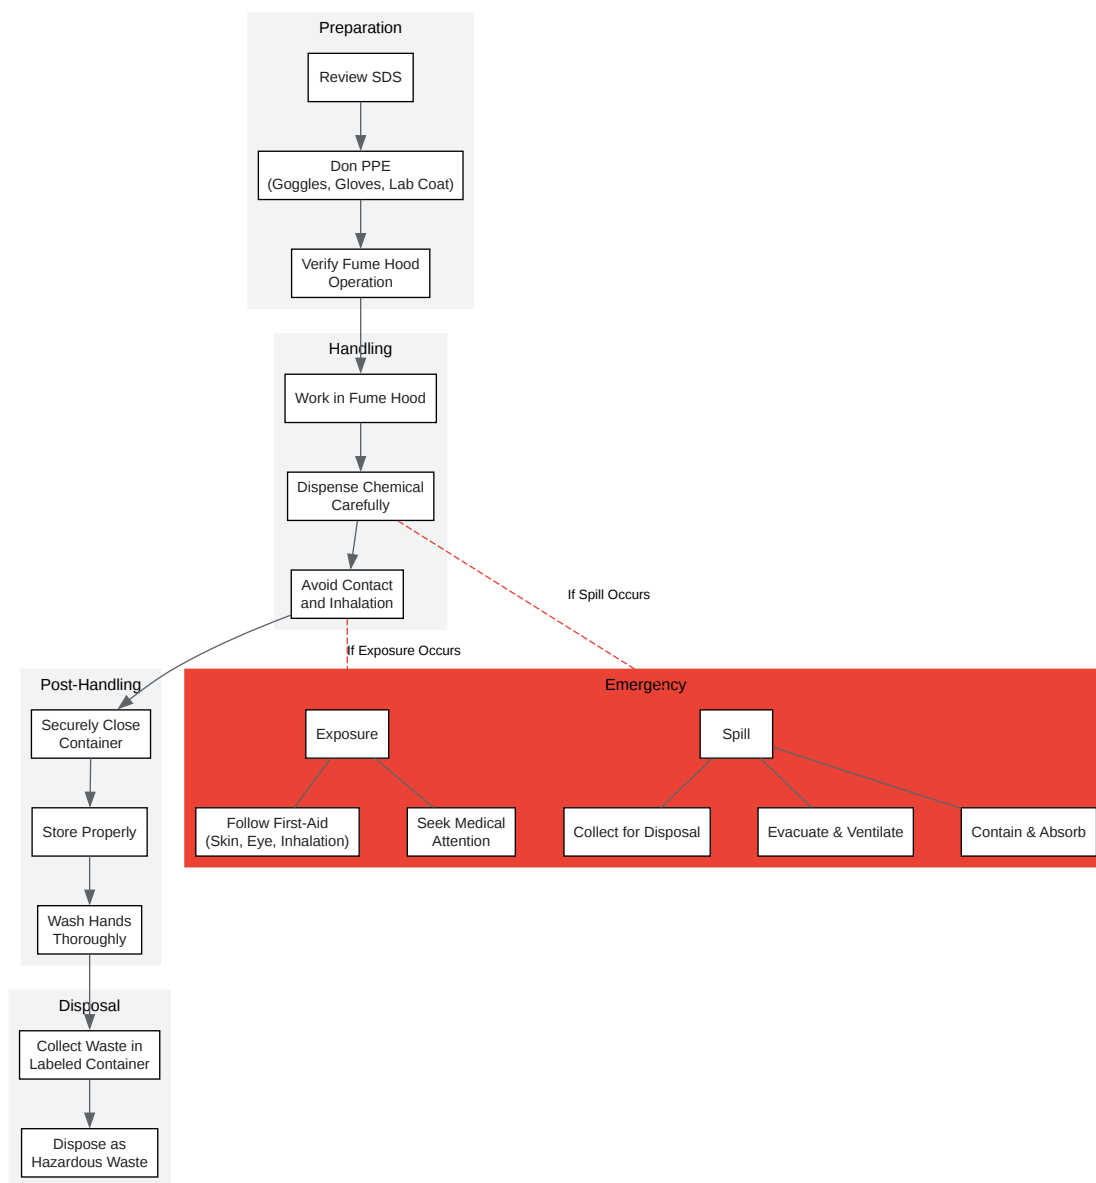 Preparation
Review SDS
Don PPE
(Goggles, Gloves, Lab Coat)
Verify Fume Hood
Operation
Handling
Work in Fume Hood
Dispense Chemical
Carefully
Avoid Contact
and Inhalation
If Spill Occurs
If Exposure Occurs
Post-Handling
Securely Close
Container
Store Properly
Wash Hands
Thoroughly
Emergency
Exposure
Spill
Follow First-Aid
(Skin, Eye, Inhalation)
Seek Medical
Attention
Collect for Disposal
Evacuate & Ventilate
Contain & Absorb
Disposal
Collect Waste in
Labeled Container
Dispose as
Hazardous Waste